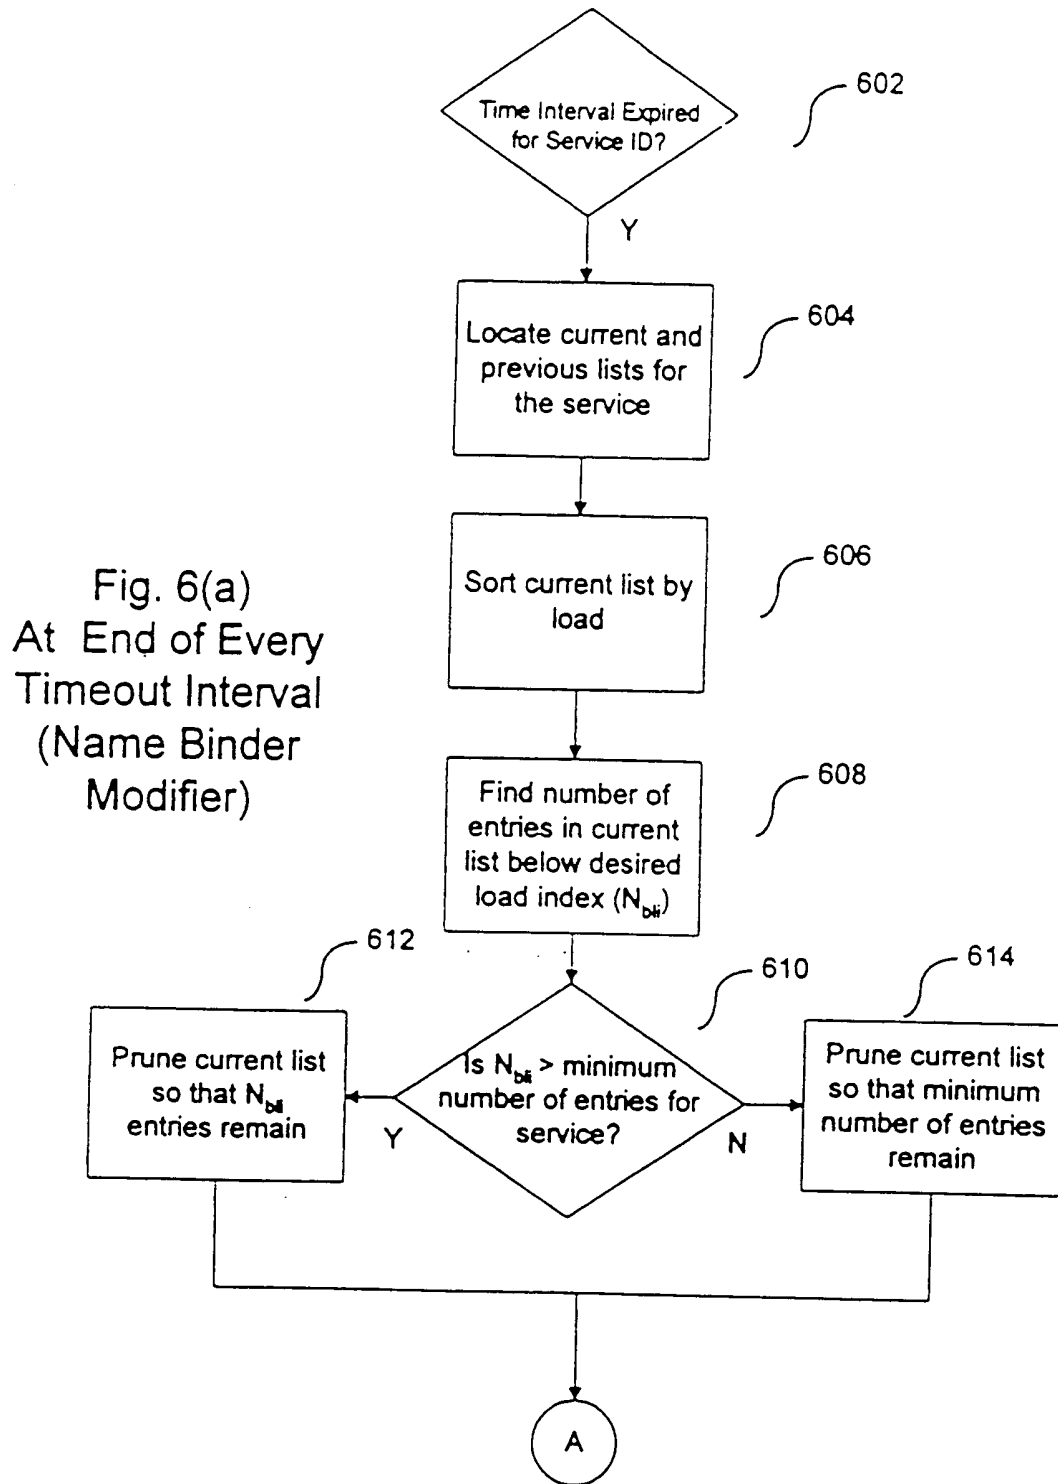 Time Interval Expired
for Service ID?
602
Y
Locate current and
previous lists for
the service
604
Sort current list by
load
606
Fig. 6(a)
At End of Every
Timeout Interval
(Name Binder
Modifier)
Find number of
entries in current
list below desired
load index (Nbli)
608
612
610
614
Prune current list
so that Nbli
entries remain
Is Nbli > minimum
number of entries for
service?
Y
N
Prune current list
so that minimum
number of entries
remain
A